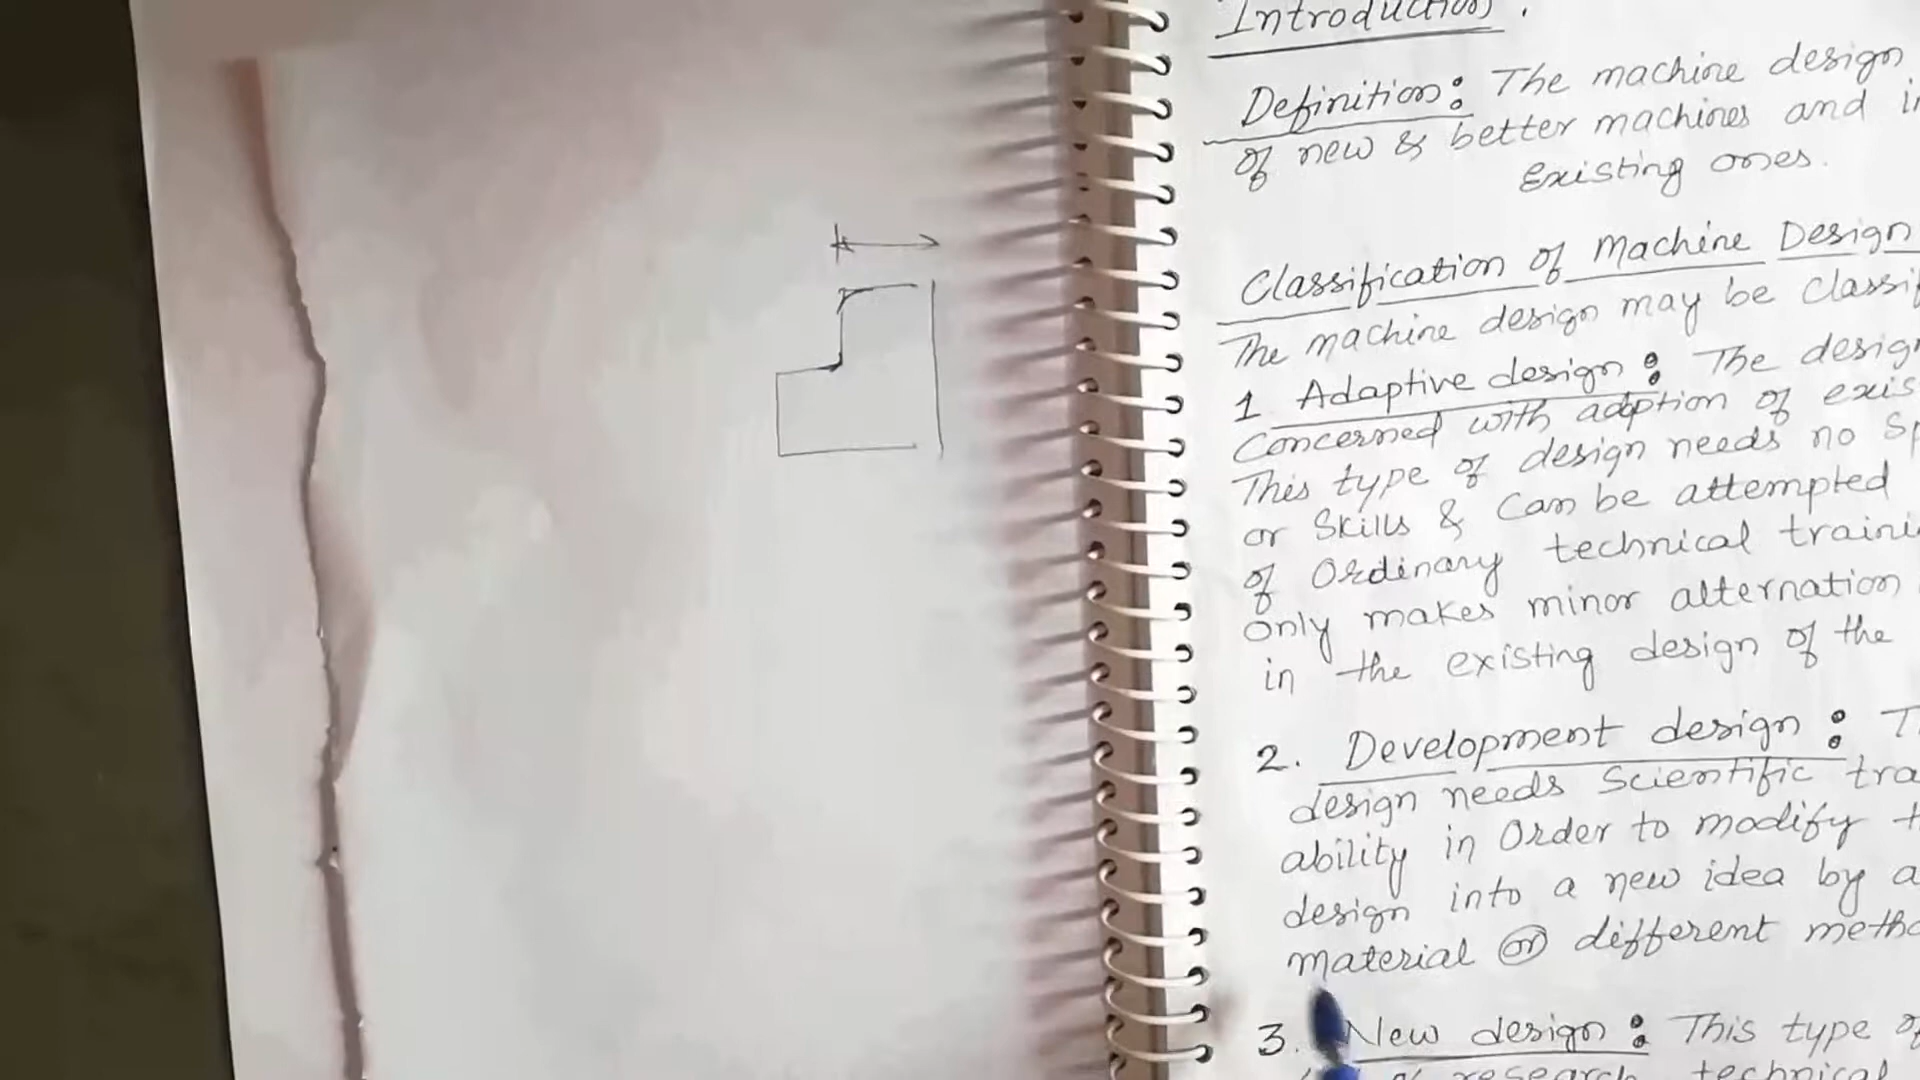 Introduction.
Definition: The machine design
of new & better machines and
Existing ones.
Classification of Machine Design
The machine design may be
1 Adaptive design: The
Concerned with adoption of
This type of design needs no
or Skills & Can be attempted
of Ordinary technical
only makes minor alternation
in the existing design of the
2. Development design:
design needs Scientific
ability in Order to modify
design into a new idea by
material or different
3. New design: This type
research technical